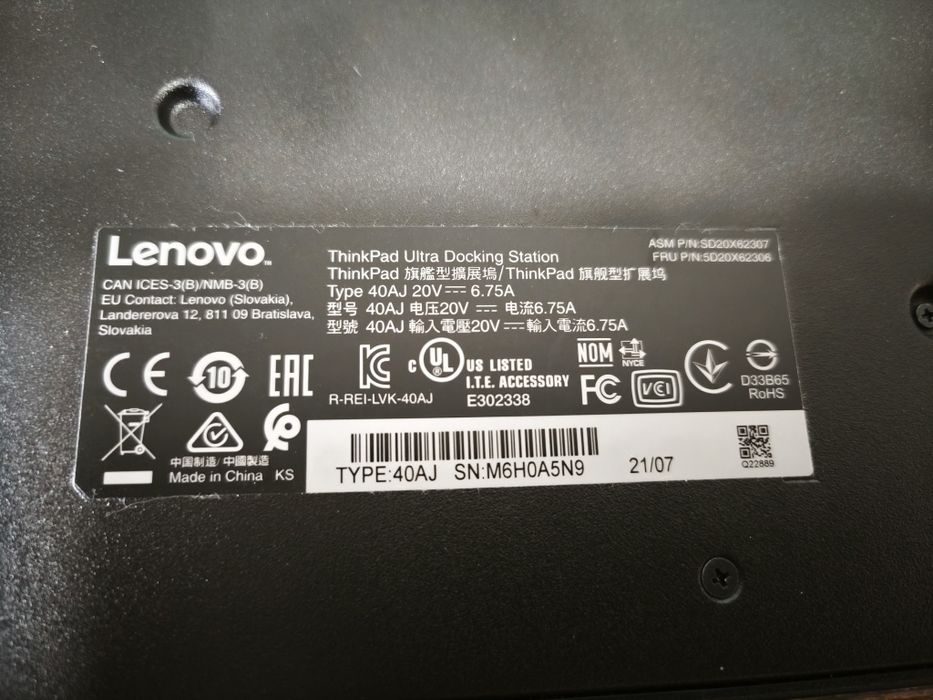 Lenovo™
CAN ICES-3(B)/NMB-3(B)
EU Contact: Lenovo (Slovakia),
Landererova 12, 811 09 Bratislava,
Slovakia
ThinkPad Ultra Docking Station
ThinkPad 旗艦型擴展塢/ThinkPad 旗舰型扩展坞
Type 40AJ 20V⎓ 6.75A
型号 40AJ 电压20V ⎓ 电流6.75A
型號 40AJ 輸入電壓20V⎓輸入電流6.75A
ASM P/N:SD20X62307
FRU P/N:5D20X62306
CE
10
EAC
R-REI-LVK-40AJ
c UL ® US LISTED
I.T.E. ACCESSORY
E302338
NOM
NYCE
FC
VCI
D33B65
RoHS
中国制造/中國製造
Made in China KS
TYPE:40AJ SN:M6H0A5N9 21/07
Q22889